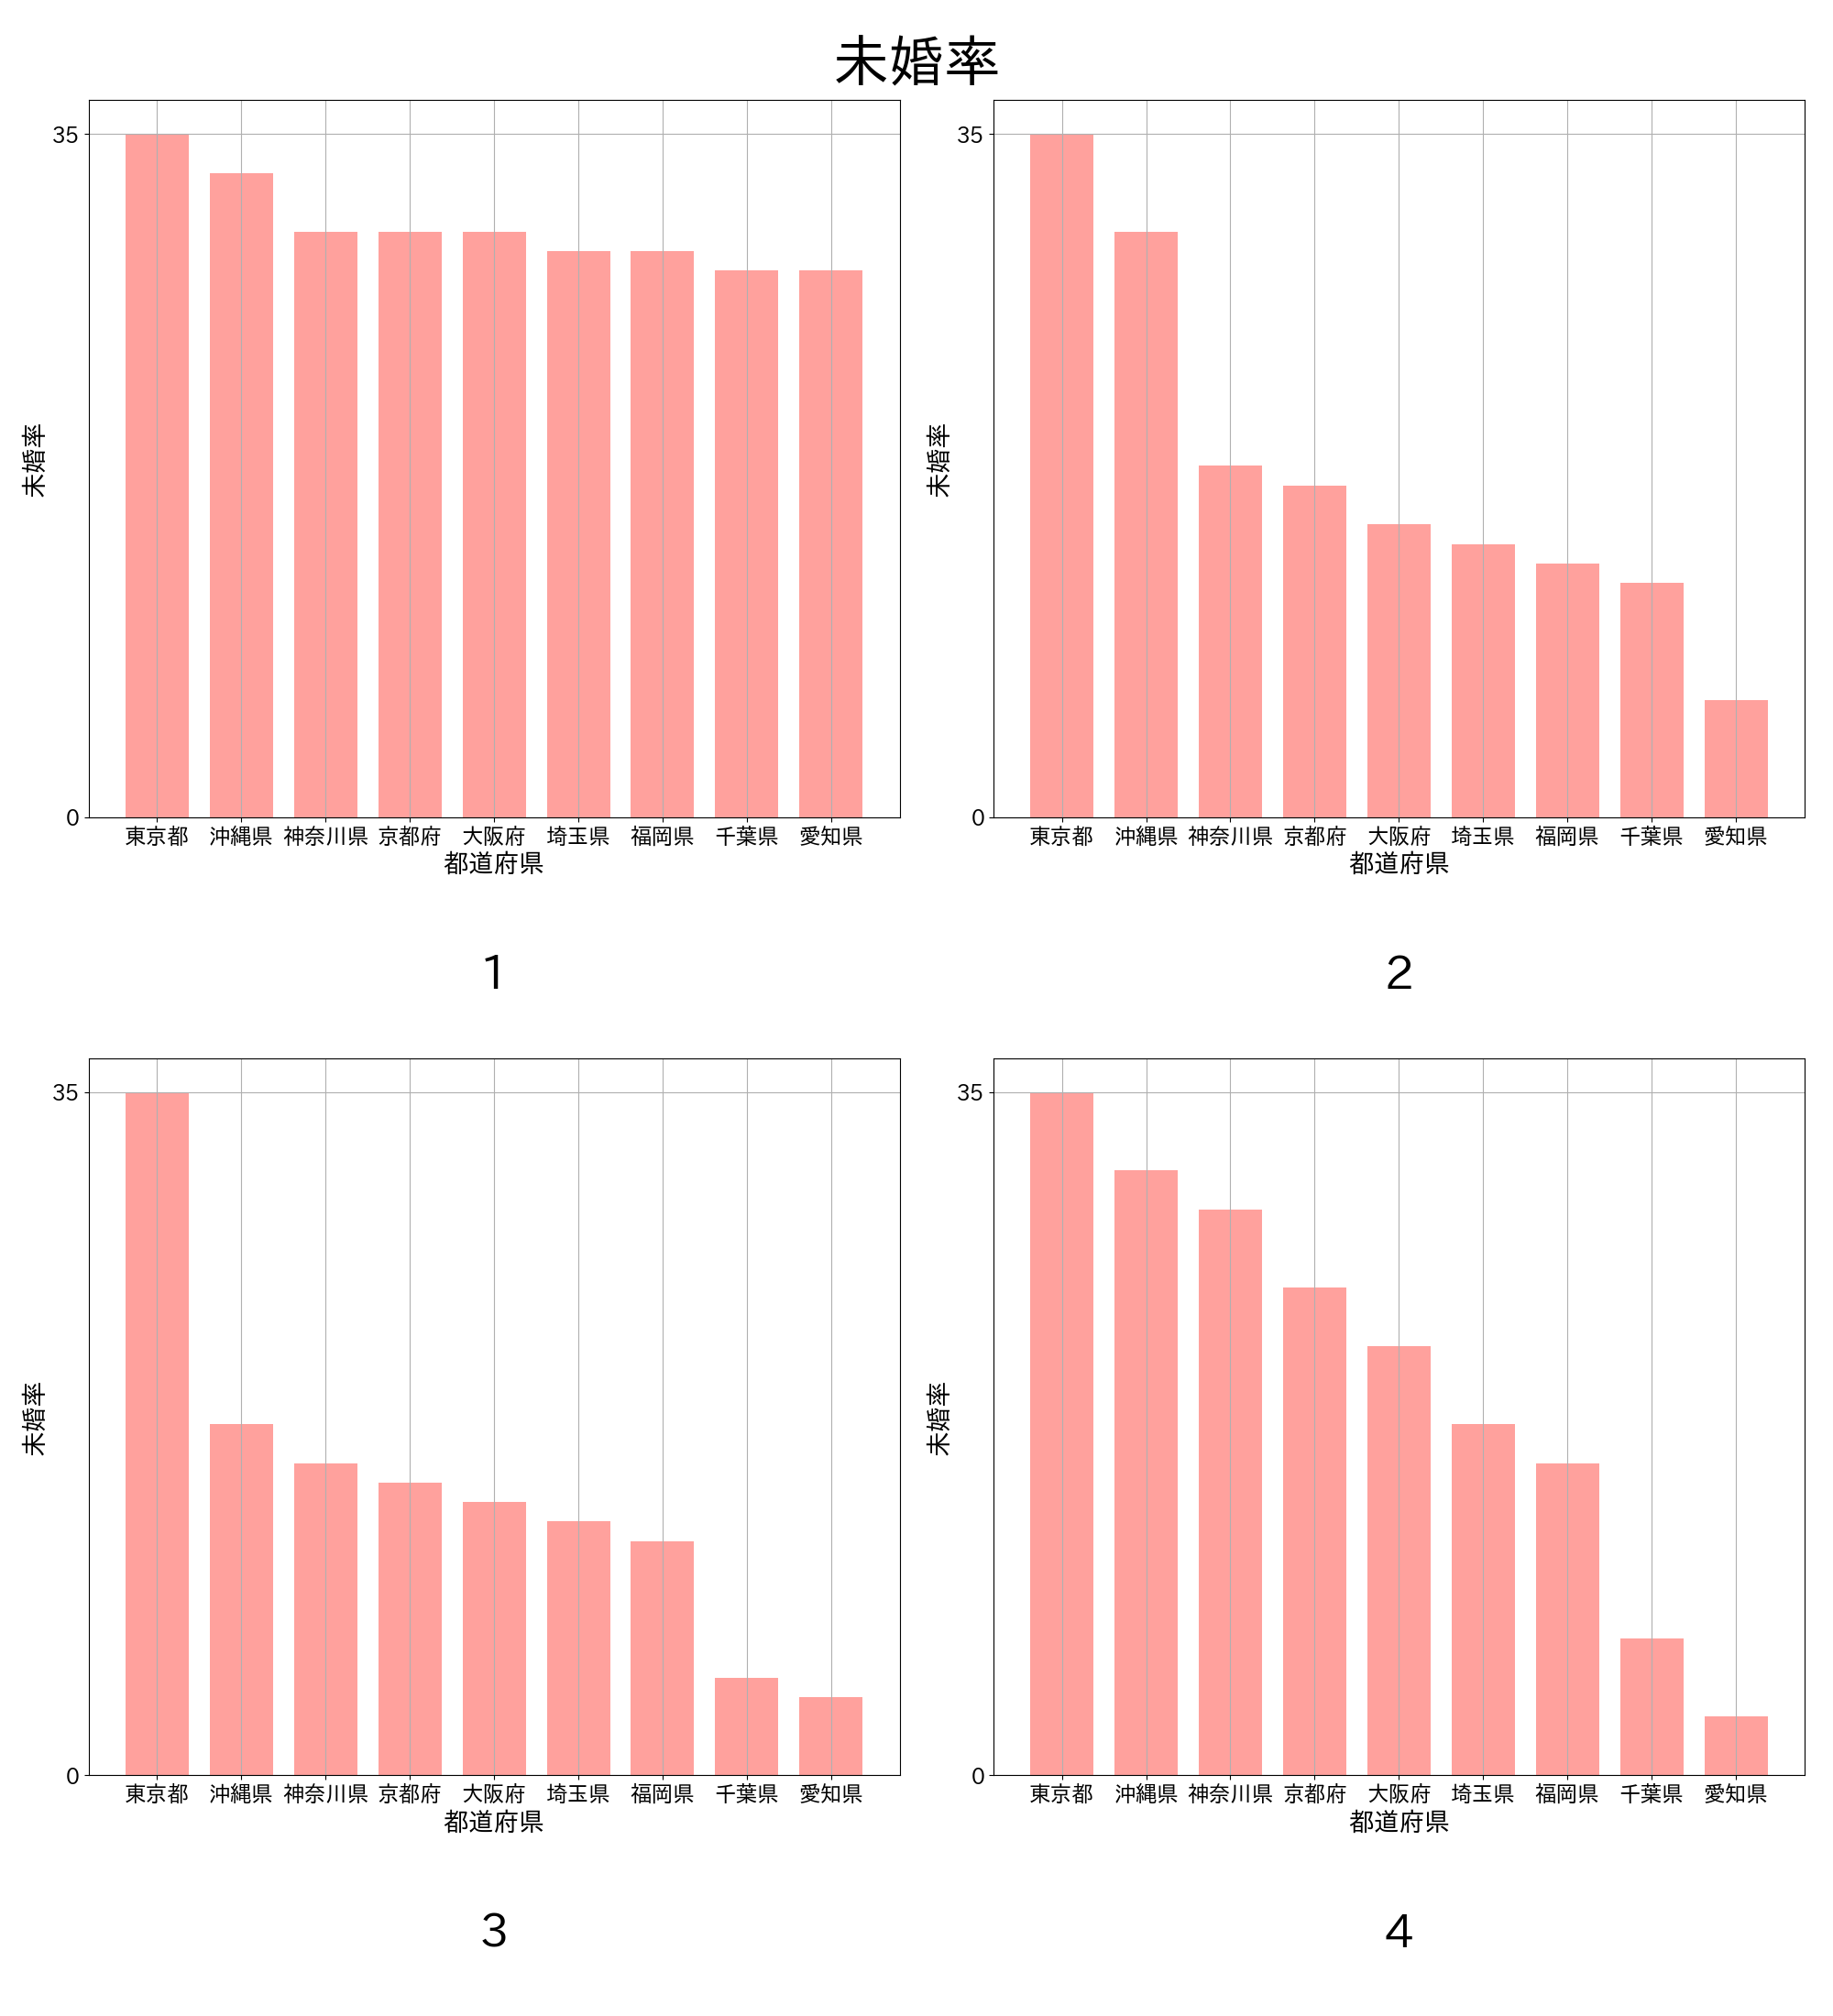 未婚率
35
0
未婚率
東京都 沖縄県 神奈川県 京都府 大阪府 埼玉県 福岡県 千葉県 愛知県
都道府県
1
35
0
未婚率
東京都 沖縄県 神奈川県 京都府 大阪府 埼玉県 福岡県 千葉県 愛知県
都道府県
2
35
0
未婚率
東京都 沖縄県 神奈川県 京都府 大阪府 埼玉県 福岡県 千葉県 愛知県
都道府県
3
35
0
未婚率
東京都 沖縄県 神奈川県 京都府 大阪府 埼玉県 福岡県 千葉県 愛知県
都道府県
4